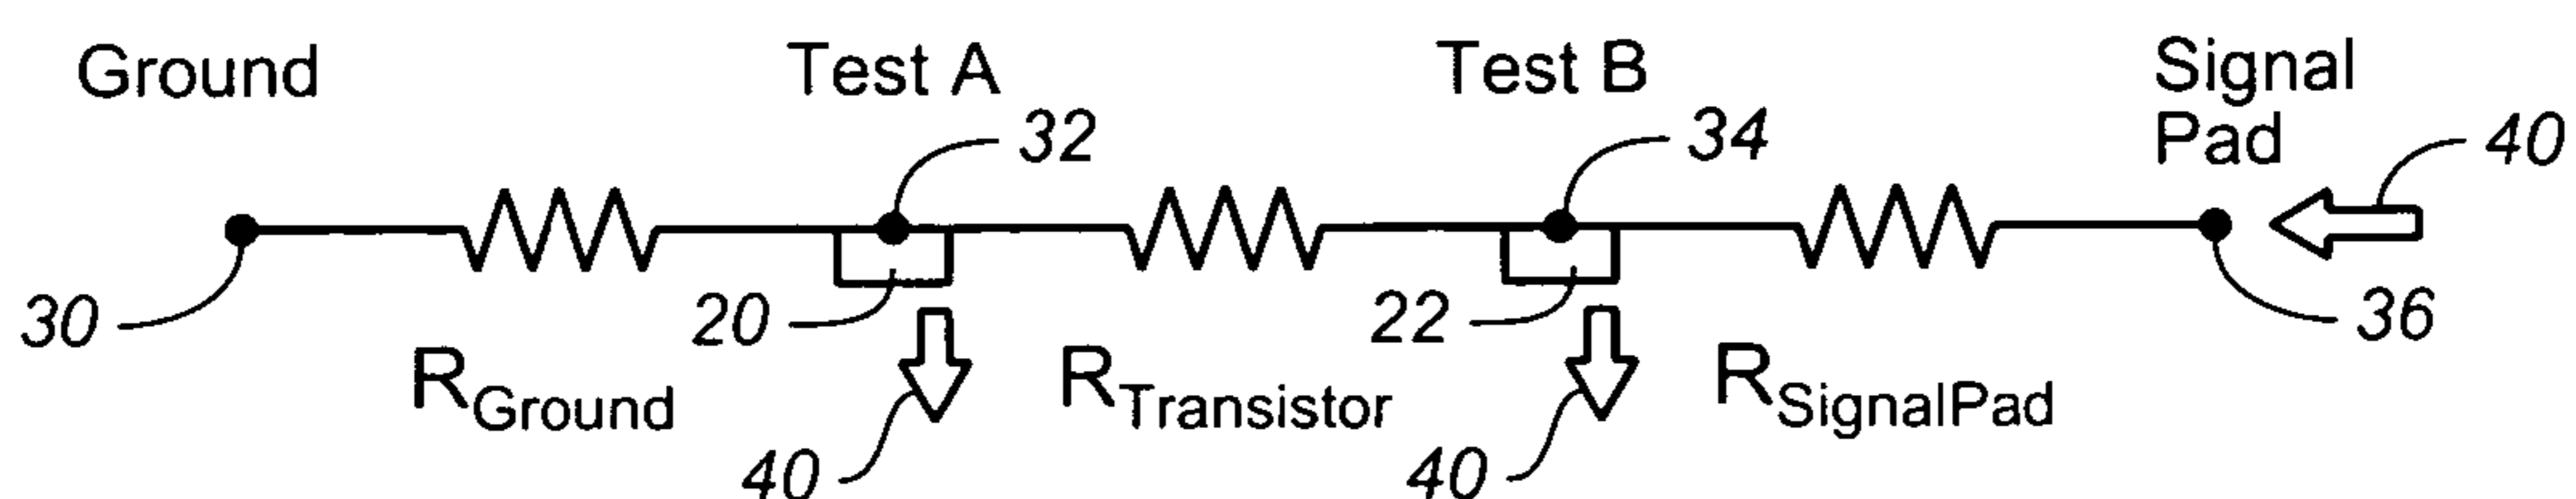 Ground
Test A
Test B
Signal
Pad
32
34
40
30
20
22
36
R_Ground
R_Transistor
R_SignalPad
40
40